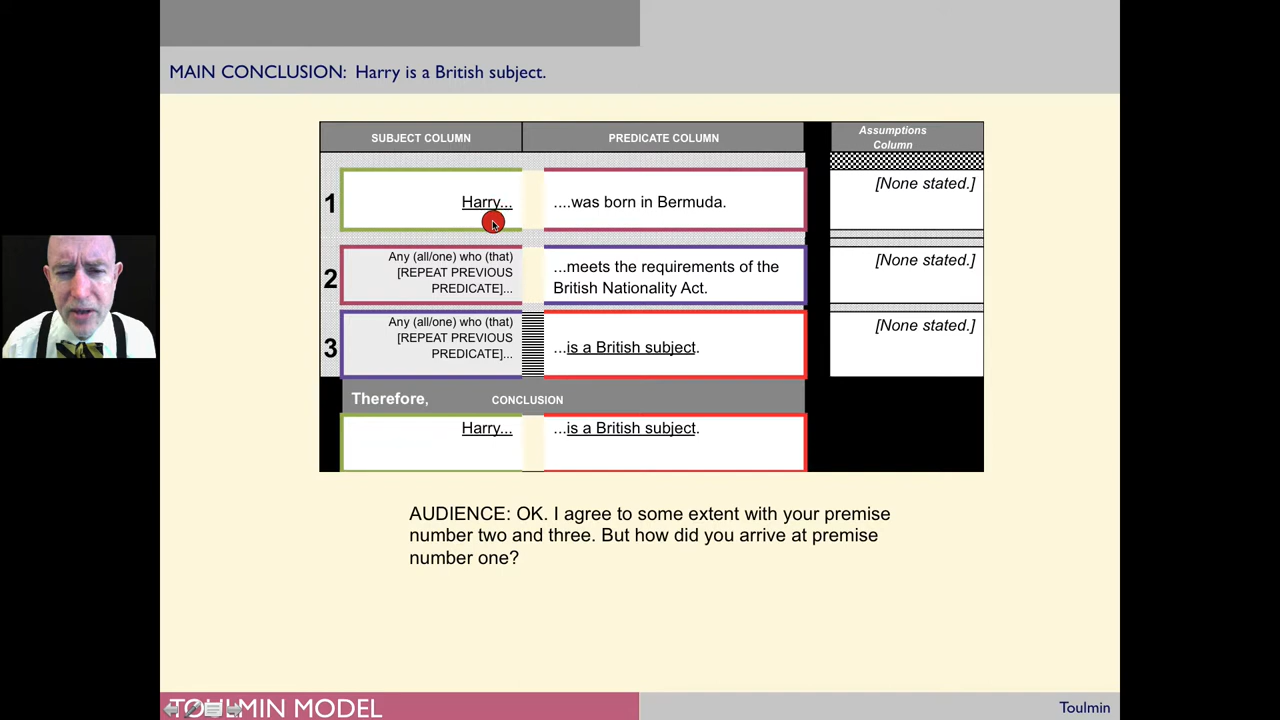 MAIN CONCLUSION: Harry is a British subject.
SUBJECT COLUMN
PREDICATE COLUMN
Assumptions
Column
1
Harry...
....was born in Bermuda.
[None stated.]
2
Any (all/one) who (that)
[REPEAT PREVIOUS
PREDICATE]...
...meets the requirements of the
British Nationality Act.
[None stated.]
3
Any (all/one) who (that)
[REPEAT PREVIOUS
PREDICATE]...
...is a British subject.
[None stated.]
Therefore,
CONCLUSION
Harry...
...is a British subject.
AUDIENCE: OK. I agree to some extent with your premise
number two and three. But how did you arrive at premise
number one?
TOULMIN MODEL
Toulmin